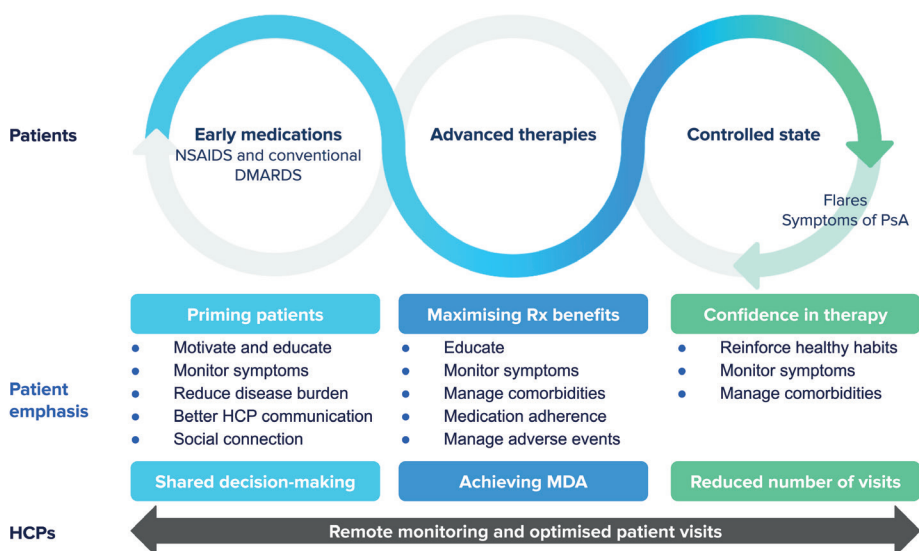 Patients
Early medications
NSAIDS and conventional
DMARDS
Advanced therapies
Controlled state
Flares
Symptoms of PsA
Priming patients
Maximising Rx benefits
Confidence in therapy
Patient
emphasis
• Motivate and educate
• Monitor symptoms
• Reduce disease burden
• Better HCP communication
• Social connection
• Educate
• Monitor symptoms
• Manage comorbidities
• Medication adherence
• Manage adverse events
• Reinforce healthy habits
• Monitor symptoms
• Manage comorbidities
Shared decision-making
Achieving MDA
Reduced number of visits
HCPs
Remote monitoring and optimised patient visits